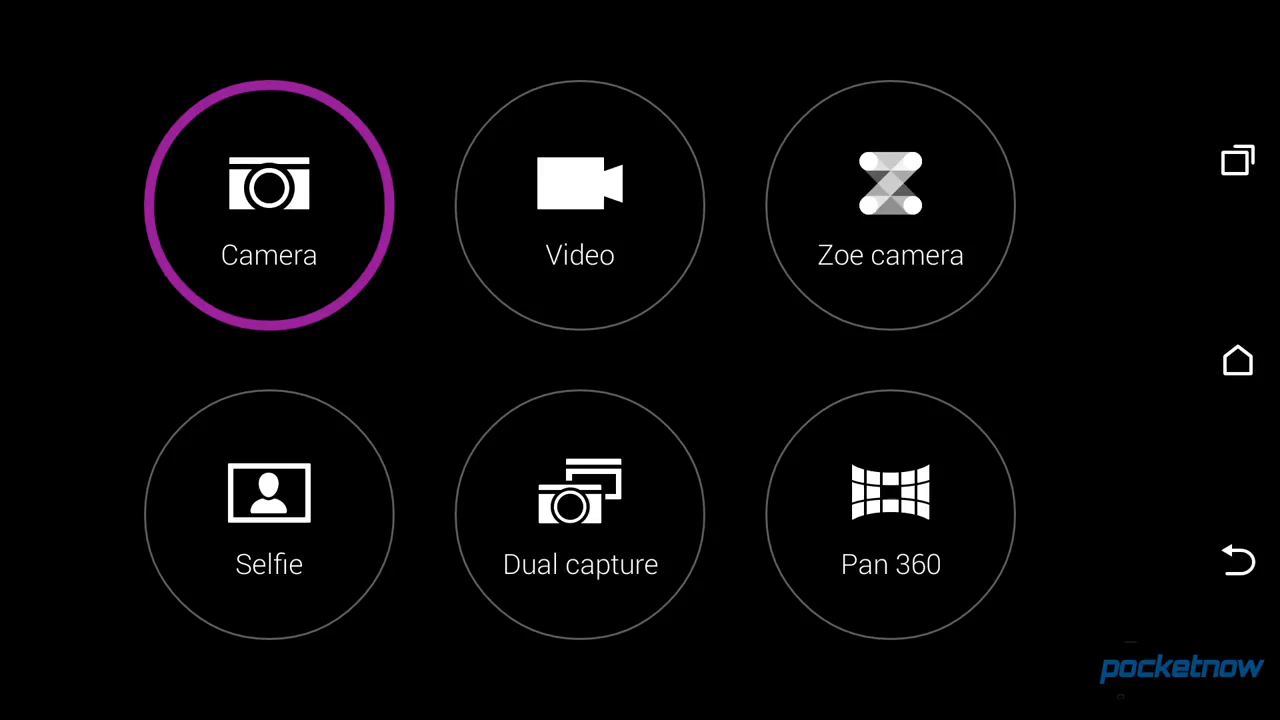 Camera
Video
Zoe camera
Selfie
Dual capture
Pan 360
pocketnow